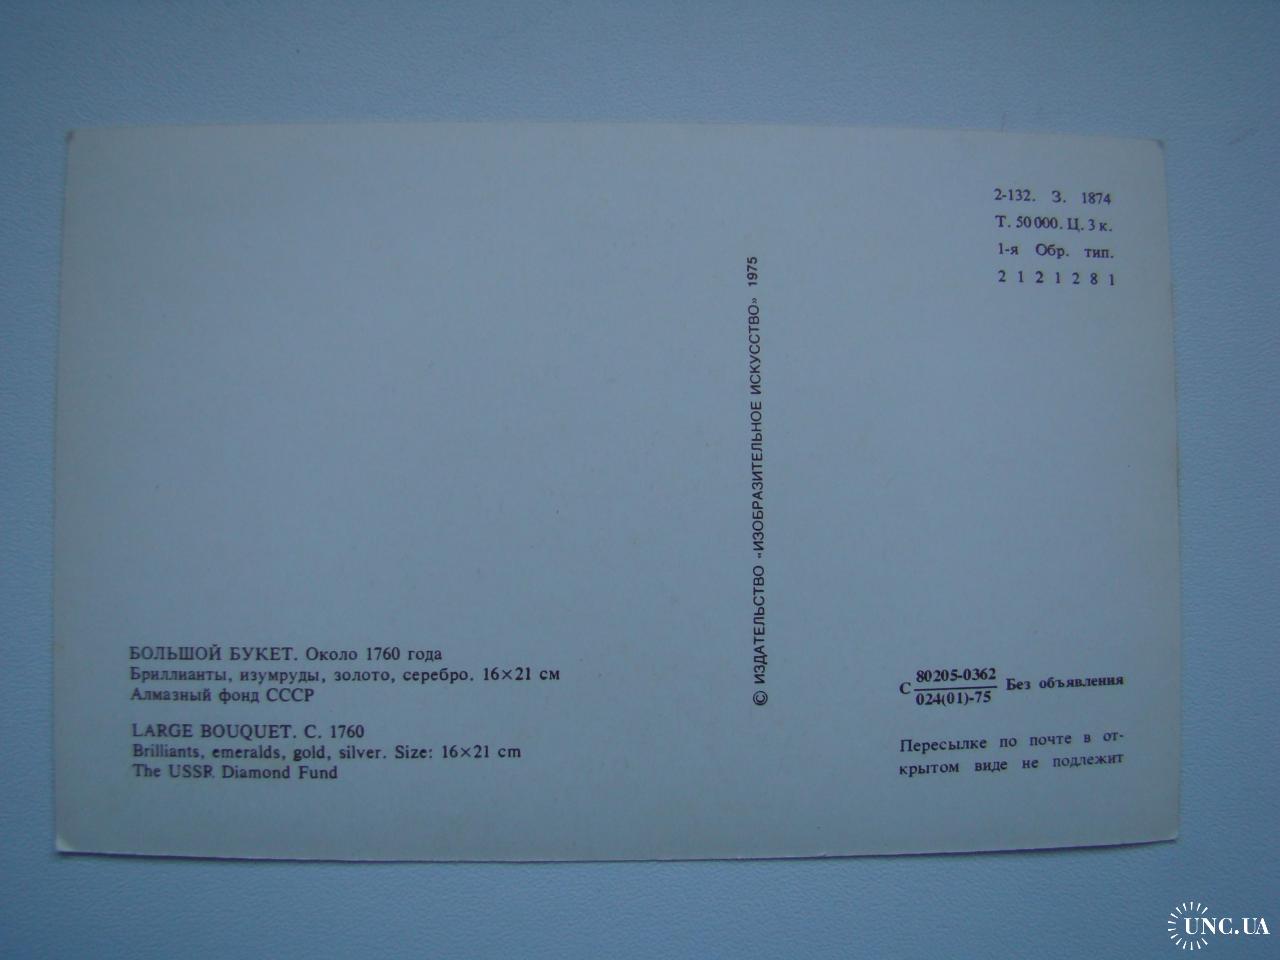 2-132. З. 1874
Т. 50 000. Ц. 3 к.
1-я Обр. тип.
2 1 2 1 2 8 1
© ИЗДАТЕЛЬСТВО «ИЗОБРАЗИТЕЛЬНОЕ ИСКУССТВО» 1975
БОЛЬШОЙ БУКЕТ. Около 1760 года
Бриллианты, изумруды, золото, серебро. 16×21 см
Алмазный фонд СССР
LARGE BOUQUET. C. 1760
Brilliants, emeralds, gold, silver. Size: 16×21 cm
The USSR Diamond Fund
80205-0362
С Без объявления
024(01)-75
Пересылке по почте в от-
крытом виде не подлежит
UNC.UA